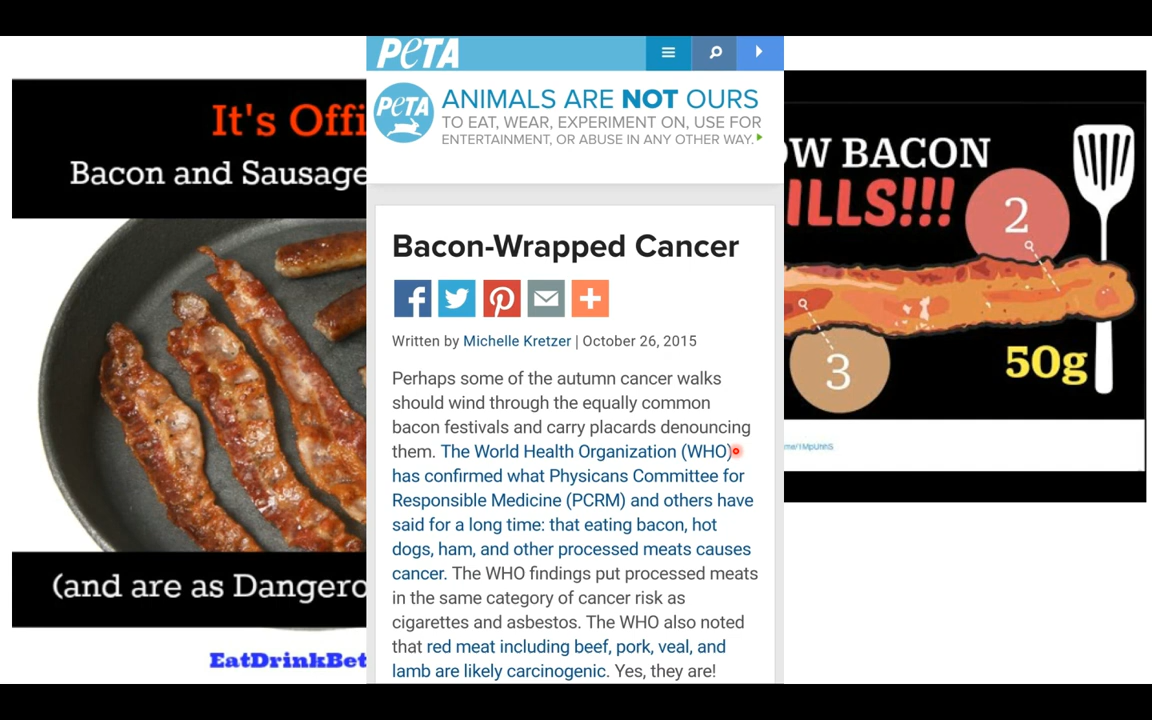 It's Offi
Bacon and Sausage
(and are as Dangero
EatDrinkBet
PETA
PETA
ANIMALS ARE NOT OURS
TO EAT, WEAR, EXPERIMENT ON, USE FOR
ENTERTAINMENT, OR ABUSE IN ANY OTHER WAY.
Bacon-Wrapped Cancer
Written by Michelle Kretzer | October 26, 2015
Perhaps some of the autumn cancer walks
should wind through the equally common
bacon festivals and carry placards denouncing
them. The World Health Organization (WHO)
has confirmed what Physicans Committee for
Responsible Medicine (PCRM) and others have
said for a long time: that eating bacon, hot
dogs, ham, and other processed meats causes
cancer. The WHO findings put processed meats
in the same category of cancer risk as
cigarettes and asbestos. The WHO also noted
that red meat including beef, pork, veal, and
lamb are likely carcinogenic. Yes, they are!
OW BACON
ILLS!!!
2
3
50g
me/1MpUhhS